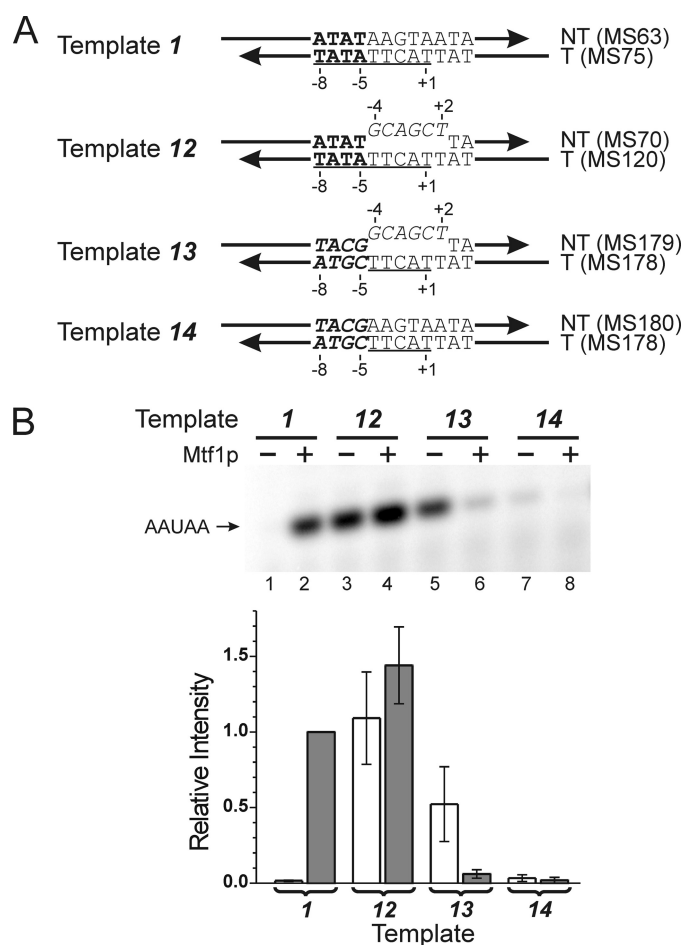 A
Template 1 ATATAAGTAATA NT (MS63)
TATATTCATTAT T (MS75)
-8 -5 +1
-4 +2
GCAGCT
Template 12 ATAT TA NT (MS70)
TATATTCATTAT T (MS120)
-8 -5 +1
-4 +2
GCAGCT
Template 13 TACG TA NT (MS179)
ATGCTTCATTAT T (MS178)
-8 -5 +1
Template 14 TACGAAGTAATA NT (MS180)
ATGCTTCATTAT T (MS178)
-8 -5 +1
B
Template 1 12 13 14
Mtf1p − + − + − + − +
AAUAA →
1 2 3 4 5 6 7 8
Relative Intensity
1.5
1.0
0.5
0.0
1 12 13 14
Template